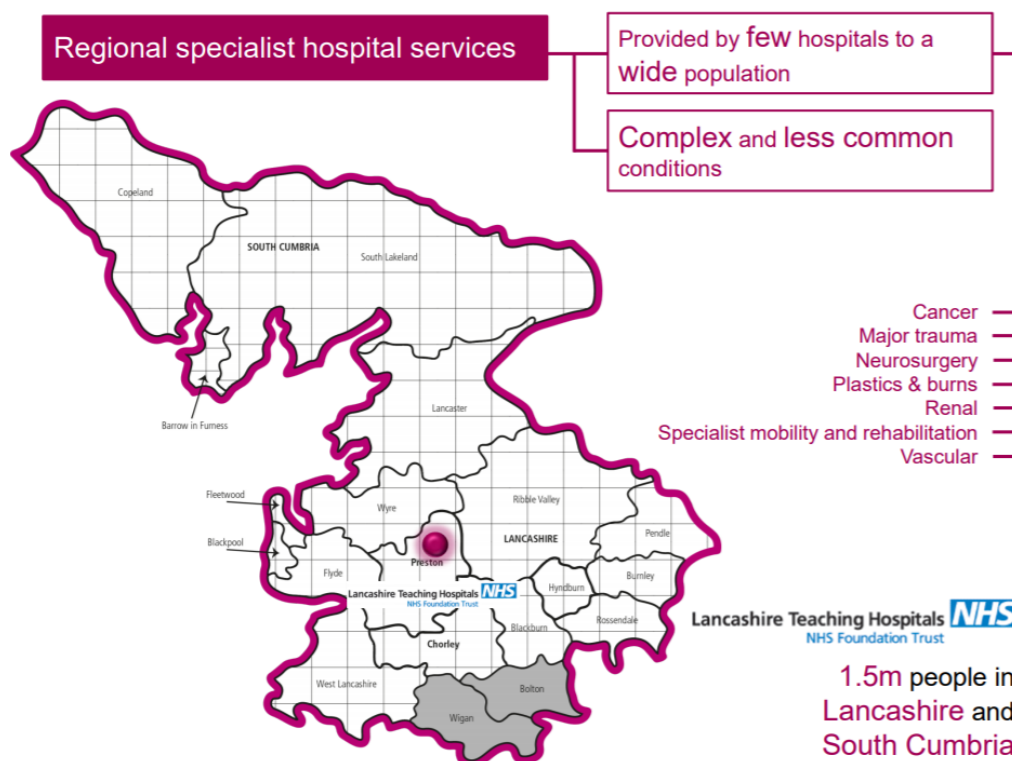 Regional specialist hospital services
Provided by few hospitals to a
wide population
Complex and less common
conditions
Copeland
SOUTH CUMBRIA
South Lakeland
Barrow in Furness
Lancaster
Cancer
Major trauma
Neurosurgery
Plastics & burns
Renal
Specialist mobility and rehabilitation
Vascular
Fleetwood
Wyre
Ribble Valley
Blackpool
LANCASHIRE
Pendle
Preston
Flyde
Hyndburn
Burnley
Lancashire Teaching Hospitals NHS
NHS Foundation Trust
Blackburn
Rossendale
Chorley
West Lancashire
Bolton
Wigan
Lancashire Teaching Hospitals NHS
NHS Foundation Trust
1.5m people in
Lancashire and
South Cumbria